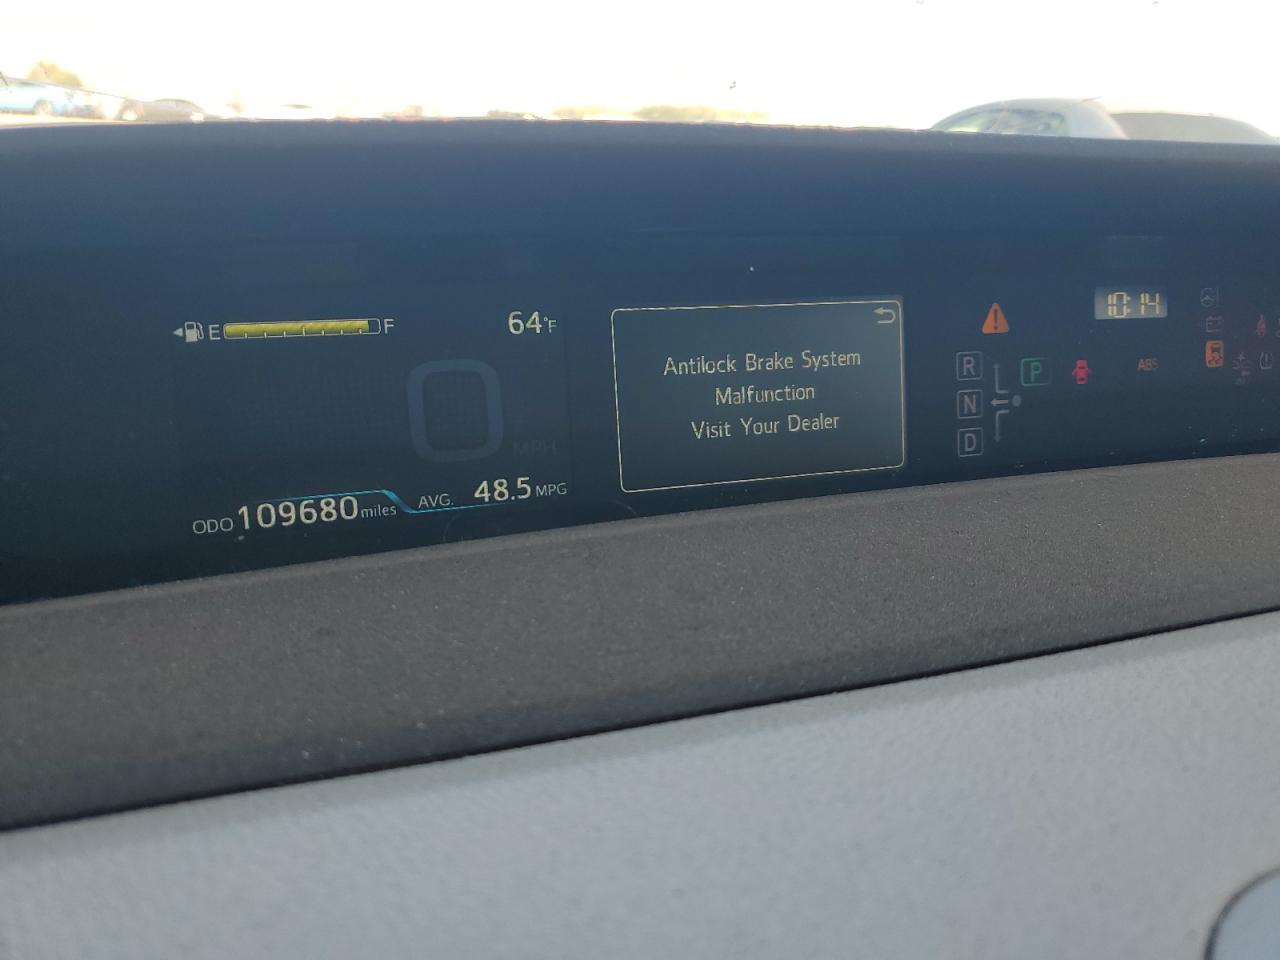 E F
64°F
MPH
ODO 109680 miles
AVG. 48.5 MPG
Antilock Brake System
Malfunction
Visit Your Dealer
R
N
D
P
10:14
ABS